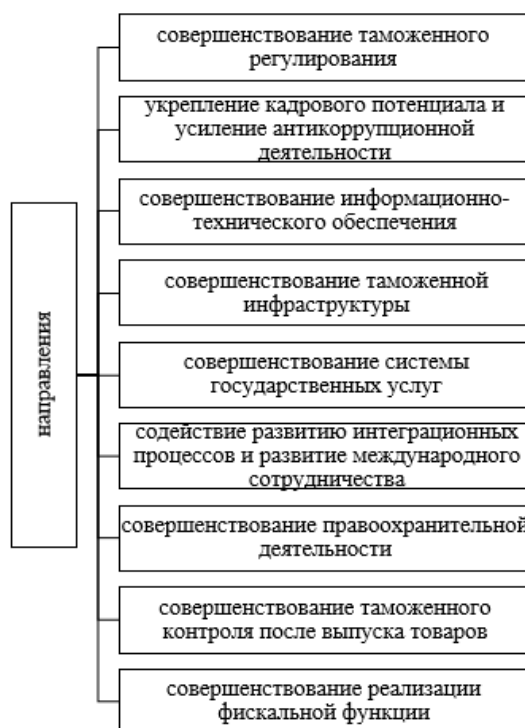 направления
совершенствование таможенного
регулирования
укрепление кадрового потенциала и
усиление антикоррупционной
деятельности
совершенствование информационно-
технического обеспечения
совершенствование таможенной
инфраструктуры
совершенствование системы
государственных услуг
содействие развитию интеграционных
процессов и развитие международного
сотрудничества
совершенствование правоохранительной
деятельности
совершенствование таможенного
контроля после выпуска товаров
совершенствование реализации
фискальной функции